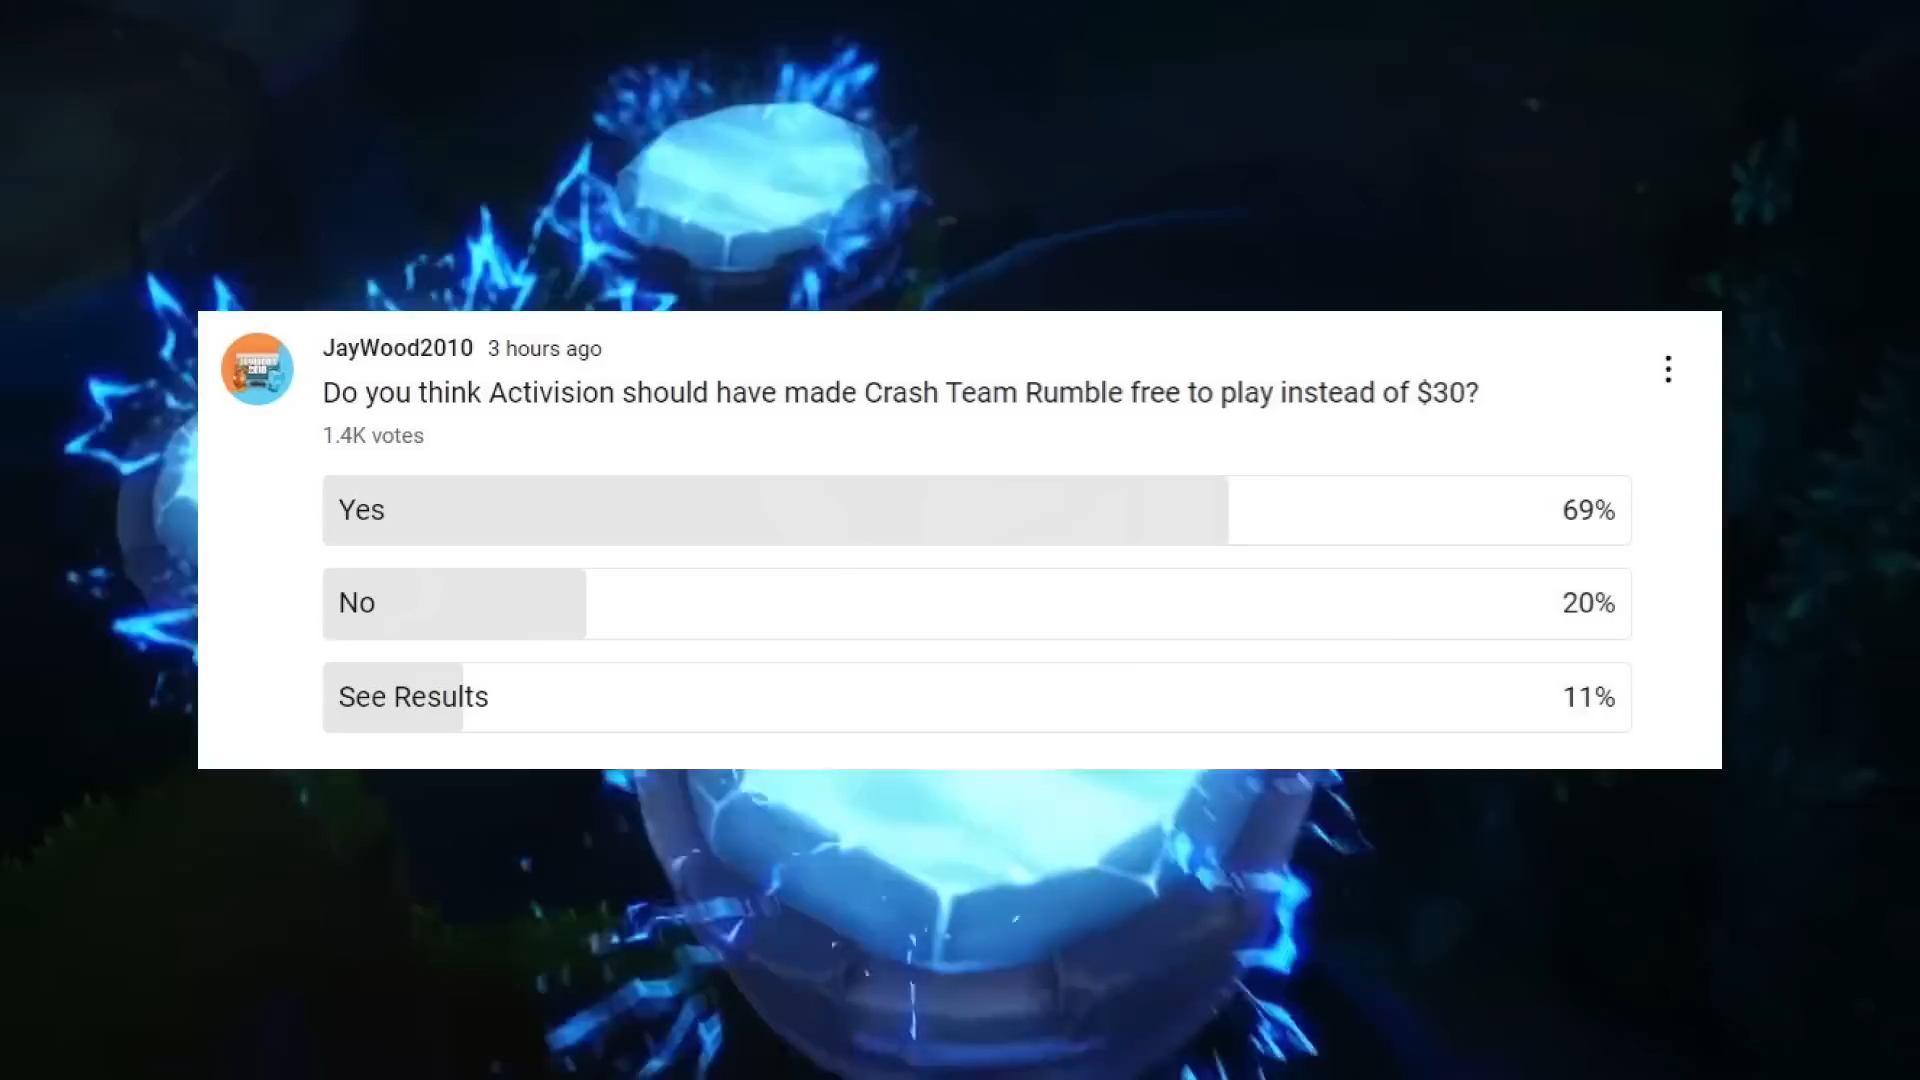 JayWood2010 3 hours ago
Do you think Activision should have made Crash Team Rumble free to play instead of $30?
1.4K votes
Yes 69%
No 20%
See Results 11%